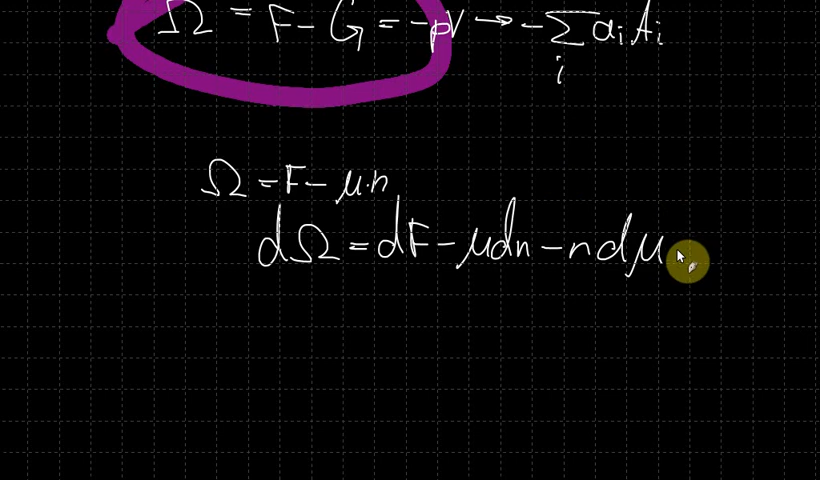 Ω = F - G = -pV → -∑ aᵢAᵢ
i
Ω = F - μ·n
dΩ = dF - μdn - ndμ